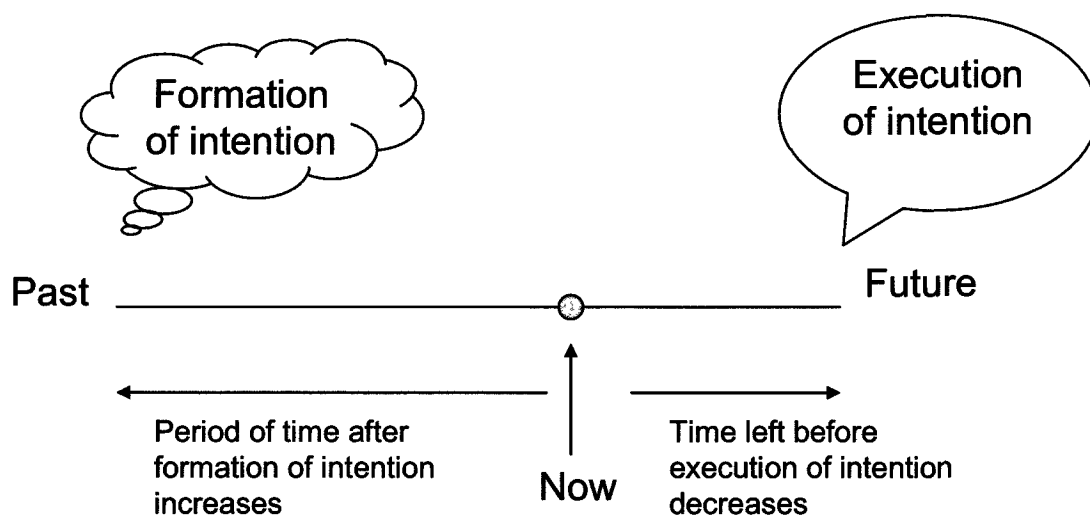 Formation
of intention
Execution
of intention
Past
Future
Period of time after
formation of intention
increases
Now
Time left before
execution of intention
decreases